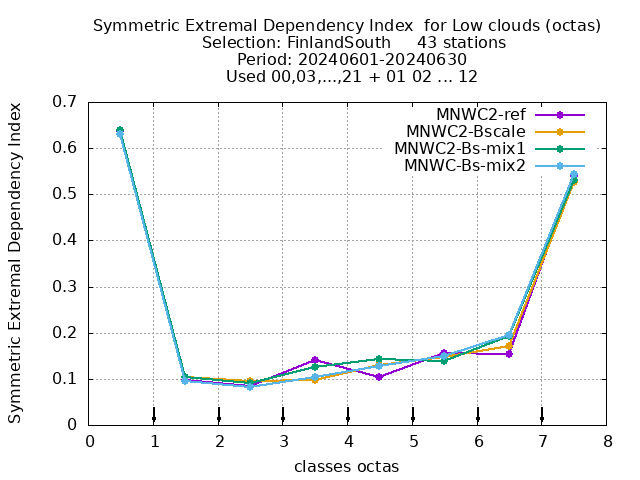 Symmetric Extremal Dependency Index  for Low clouds (octas)
Selection: FinlandSouth     43 stations
Period: 20240601-20240630
Used 00,03,...,21 + 01 02 ... 12
Symmetric Extremal Dependency Index
0.7
0.6
0.5
0.4
0.3
0.2
0.1
0
MNWC2-ref
MNWC2-Bscale
MNWC2-Bs-mix1
MNWC-Bs-mix2
0 1 2 3 4 5 6 7 8
classes octas